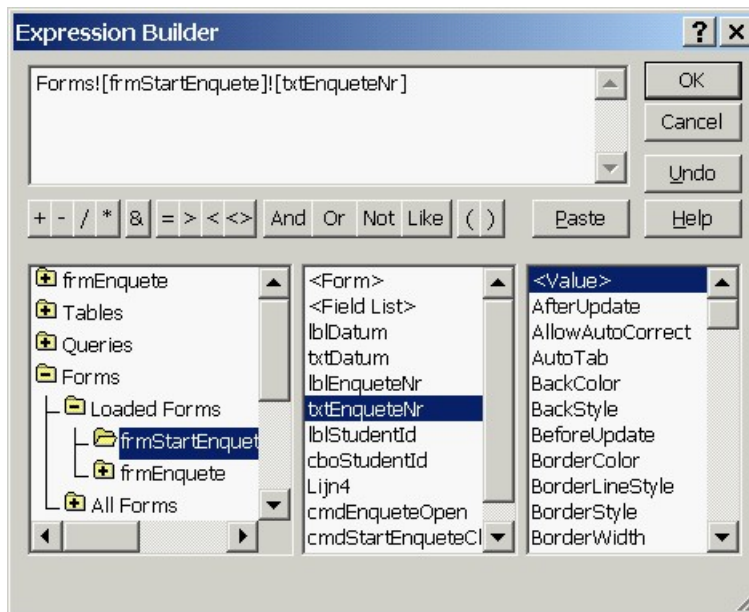 Expression Builder
? ×
Forms![frmStartEnquete]![txtEnqueteNr]
OK
Cancel
Undo
+ - / * & = > < <> And Or Not Like ( ) Paste Help
frmEnquete
Tables
Queries
Forms
Loaded Forms
frmStartEnquet
frmEnquete
All Forms
<Form>
<Field List>
lblDatum
txtDatum
lblEnqueteNr
txtEnqueteNr
lblStudentId
cboStudentId
Lijn4
cmdEnqueteOpen
cmdStartEnqueteCl
<Value>
AfterUpdate
AllowAutoCorrect
AutoTab
BackColor
BackStyle
BeforeUpdate
BorderColor
BorderLineStyle
BorderStyle
BorderWidth